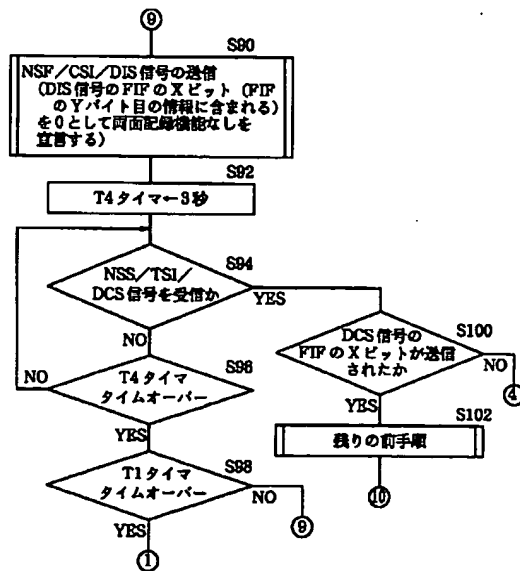 ⑨
S90
NSF/CSI/DIS信号の送信
(DIS信号のFIFのXビット(FIF
のYバイト目の情報に含まれる)
を0として両面記録機能なしを
宣言する)
S92
T4タイマ←3秒
S94
NSS/TSI/
DCS信号を受信か
YES
NO
S96
T4タイマ
タイムオーバー
NO
YES
S98
T1タイマ
タイムオーバー
NO
⑨
YES
①
S100
DCS信号の
FIFのXビットが送信
されたか
NO
④
YES
S102
残りの前手順
⑩